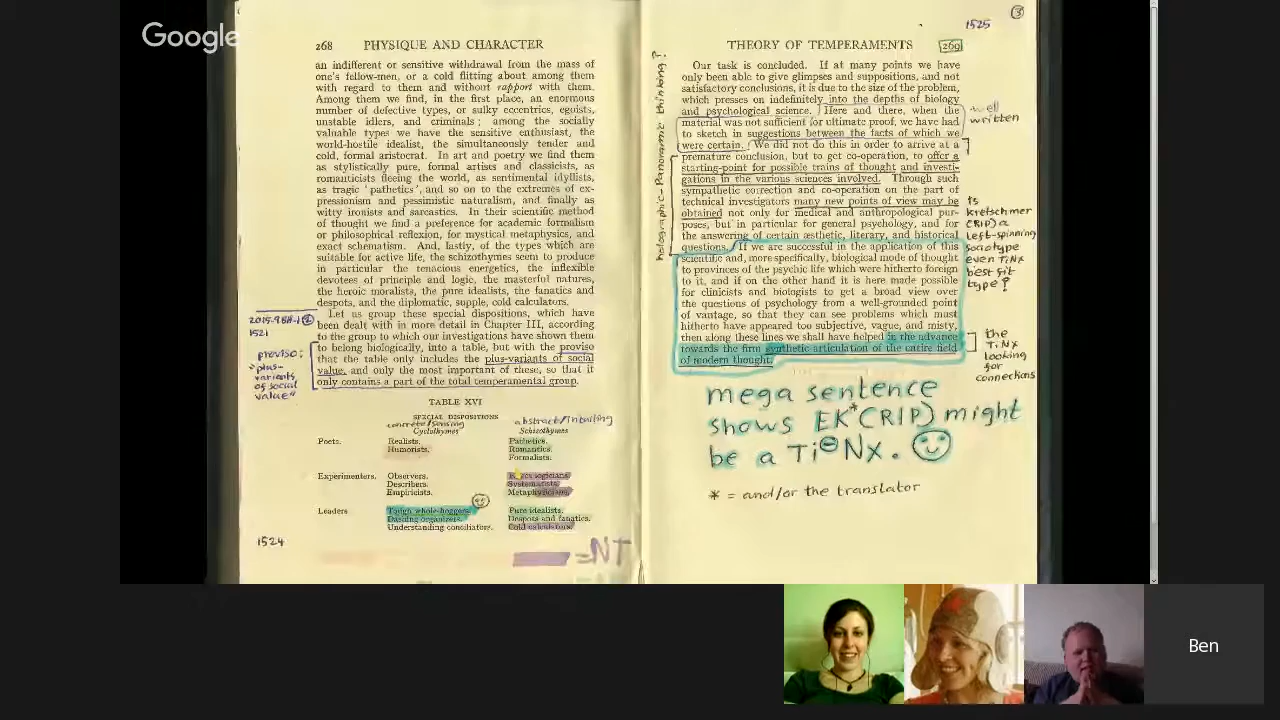 Google
268 PHYSIQUE AND CHARACTER
an indifferent or sensitive withdrawal from the mass of
one's fellow-men, or a cold flitting about among them
with regard to them and without rapport with them.
Among them we find, in the first place, an enormous
number of defective types, or sulky eccentrics, egoists,
unstable idlers, and criminals; among the socially
valuable types we have the sensitive enthusiast, the
world-hostile idealist, the simultaneously tender and
cold, formal aristocrat. In art and poetry we find them
as stylistically pure, formal artists and classicists, as
romanticists fleeing the world, as sentimental idyllists,
as tragic 'pathetics', and so on to the extremes of ex-
pressionism and pessimistic naturalism, and finally as
witty ironists and sarcastics. In their scientific method
of thought we find a preference for academic formalism
or philosophical reflexion, for mystical metaphysics, and
exact schematism. And, lastly, of the types which are
suitable for active life, the schizothymes seem to produce
in particular the tenacious energetics, the inflexible
devotees of principle and logic, the masterful natures,
the heroic moralists, the pure idealists, the fanatics and
despots, and the diplomatic, supple, cold calculators.
Let us group these special dispositions, which have
been dealt with in more detail in Chapter III, according
to the group to which our investigations have shown them
to belong biologically, into a table, but with the proviso
that the table only includes the plus-variants of social
value, and only the most important of these, so that it
only contains a part of the total temperamental group.
1521
proviso:
"plus-
variants
of social
value"
TABLE XVI
SPECIAL DISPOSITIONS
concrete/sensing abstract/intuiting
Cyclothymes Schizothymes
Poets. Realists. Pathetics.
Humorists. Romantics.
Formalists.
Experimenters. Observers. Exact logicians
Describers. Systematists.
Empiricists. Metaphysicians.
Leaders Tough whole-hoggers. Pure idealists.
Dashing organizers. Despots and fanatics.
Understanding conciliators. Cold calculators.
1524
=NT
1525
3
THEORY OF TEMPERAMENTS 269
Our task is concluded. If at many points we have
only been able to give glimpses and suppositions, and not
satisfactory conclusions, it is due to the size of the problem,
which presses on indefinitely into the depths of biology
and psychological science. Here and there, when the
material was not sufficient for ultimate proof, we have had
to sketch in suggestions between the facts of which we
were certain. We did not do this in order to arrive at a
premature conclusion, but to get co-operation, to offer a
starting-point for possible trains of thought and investi-
gations in the various sciences involved. Through such
sympathetic correction and co-operation on the part of
technical investigators many new points of view may be
obtained not only for medical and anthropological pur-
poses, but in particular for general psychology, and for
the answering of certain æsthetic, literary, and historical
questions. If we are successful in the application of this
scientific and, more specifically, biological mode of thought
to provinces of the psychic life which were hitherto foreign
to it, and if on the other hand it is here made possible
for clinicists and biologists to get a broad view over
the questions of psychology from a well-grounded point
of vantage, so that they can see problems which must
hitherto have appeared too subjective, vague, and misty,
then along these lines we shall have helped in the advance
towards the firm synthetic articulation of the entire field
of modern thought.
holographic-Panoramic thinking?
well
written
Is
Kretschmer
(RIP) a
left-spinning
sociotype
even TiNx
best fit
type?
the
TiNx
looking
for
connections
mega sentence
shows EK*(RIP) might
be a TiNx.
* = and/or the translator
Ben